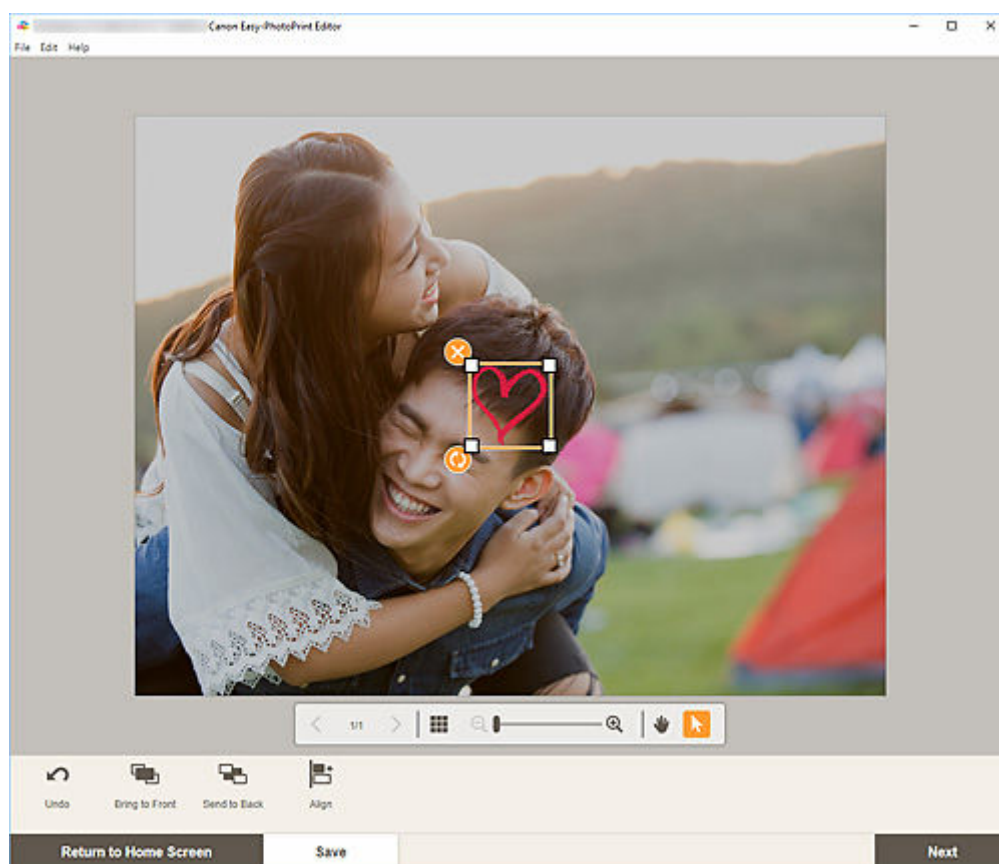 Canon Easy-PhotoPrint Editor
File Edit Help
1/1
Undo Bring to Front Send to Back Align
Return to Home Screen Save Next